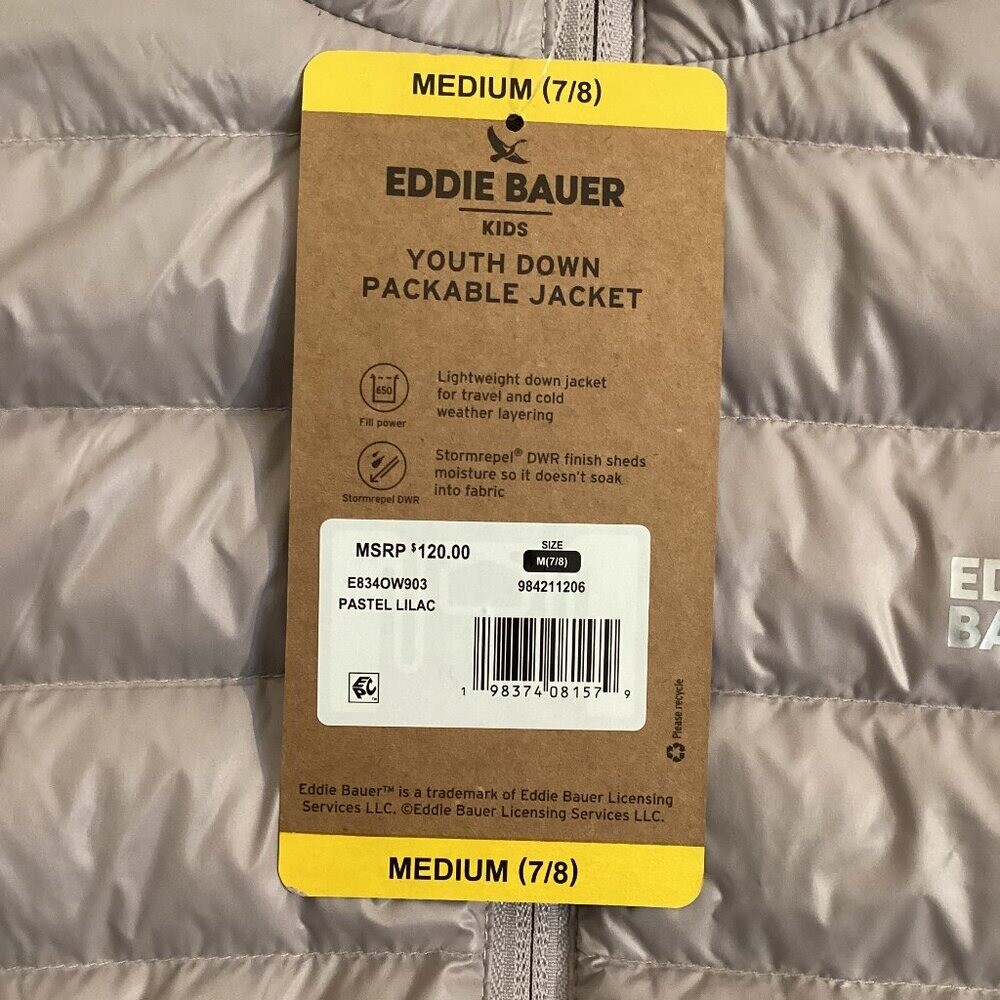 MEDIUM (7/8)
EDDIE BAUER
KIDS
YOUTH DOWN
PACKABLE JACKET
650
Fill power
Lightweight down jacket
for travel and cold
weather layering
Stormrepel DWR
Stormrepel® DWR finish sheds
moisture so it doesn't soak
into fabric
MSRP $120.00
SIZE
M(7/8)
E834OW903
984211206
PASTEL LILAC
EPC™
1 98374 08157 9
Please recycle
Eddie Bauer™ is a trademark of Eddie Bauer Licensing
Services LLC. ©Eddie Bauer Licensing Services LLC.
MEDIUM (7/8)
ED
BA